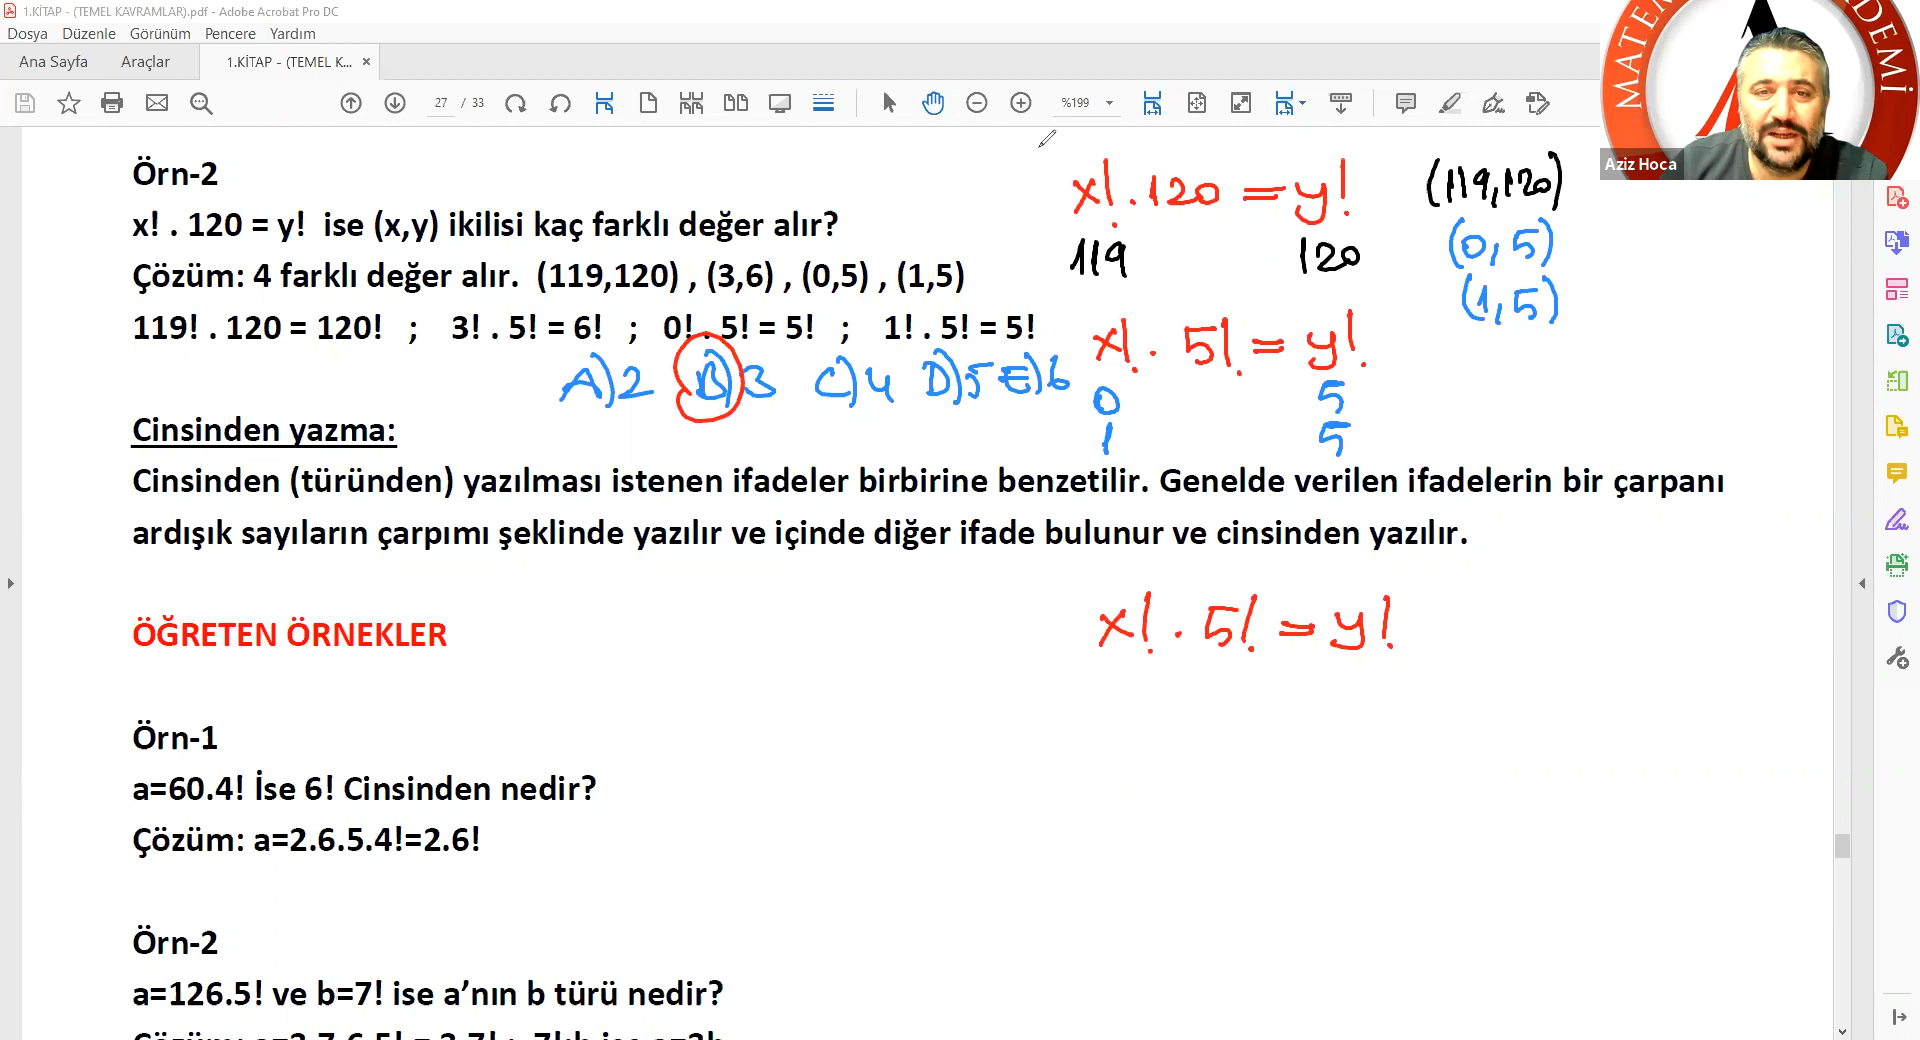 1.KİTAP - (TEMEL KAVRAMLAR).pdf - Adobe Acrobat Pro DC
Dosya Düzenle Görünüm Pencere Yardım
Ana Sayfa Araçlar 1.KİTAP - (TEMEL K... ×
27 / 33 %199
Aziz Hoca
Örn-2
x! . 120 = y! ise (x,y) ikilisi kaç farklı değer alır?
Çözüm: 4 farklı değer alır. (119,120) , (3,6) , (0,5) , (1,5)
119! . 120 = 120! ; 3! . 5! = 6! ; 0! . 5! = 5! ; 1! . 5! = 5!
A)2 B)3 C)4 D)5 E)6
x! . 120 = y!
119 120
(119,120)
(0,5)
(1,5)
x! . 5! = y!
0 5
1 5
Cinsinden yazma:
Cinsinden (türünden) yazılması istenen ifadeler birbirine benzetilir. Genelde verilen ifadelerin bir çarpanı
ardışık sayıların çarpımı şeklinde yazılır ve içinde diğer ifade bulunur ve cinsinden yazılır.
x! . 5! = y!
ÖĞRETEN ÖRNEKLER
Örn-1
a=60.4! İse 6! Cinsinden nedir?
Çözüm: a=2.6.5.4!=2.6!
Örn-2
a=126.5! ve b=7! ise a’nın b türü nedir?